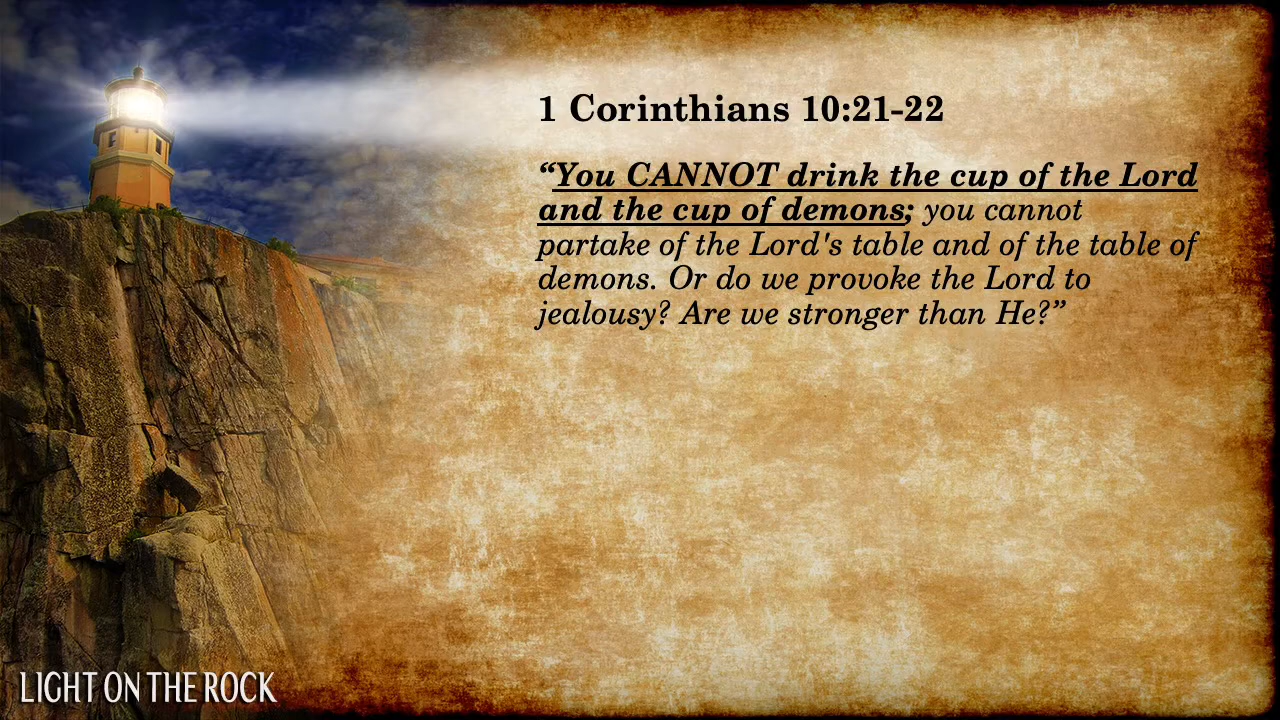 1 Corinthians 10:21-22
“You CANNOT drink the cup of the Lord
and the cup of demons; you cannot
partake of the Lord's table and of the table of
demons. Or do we provoke the Lord to
jealousy? Are we stronger than He?”
LIGHT ON THE ROCK